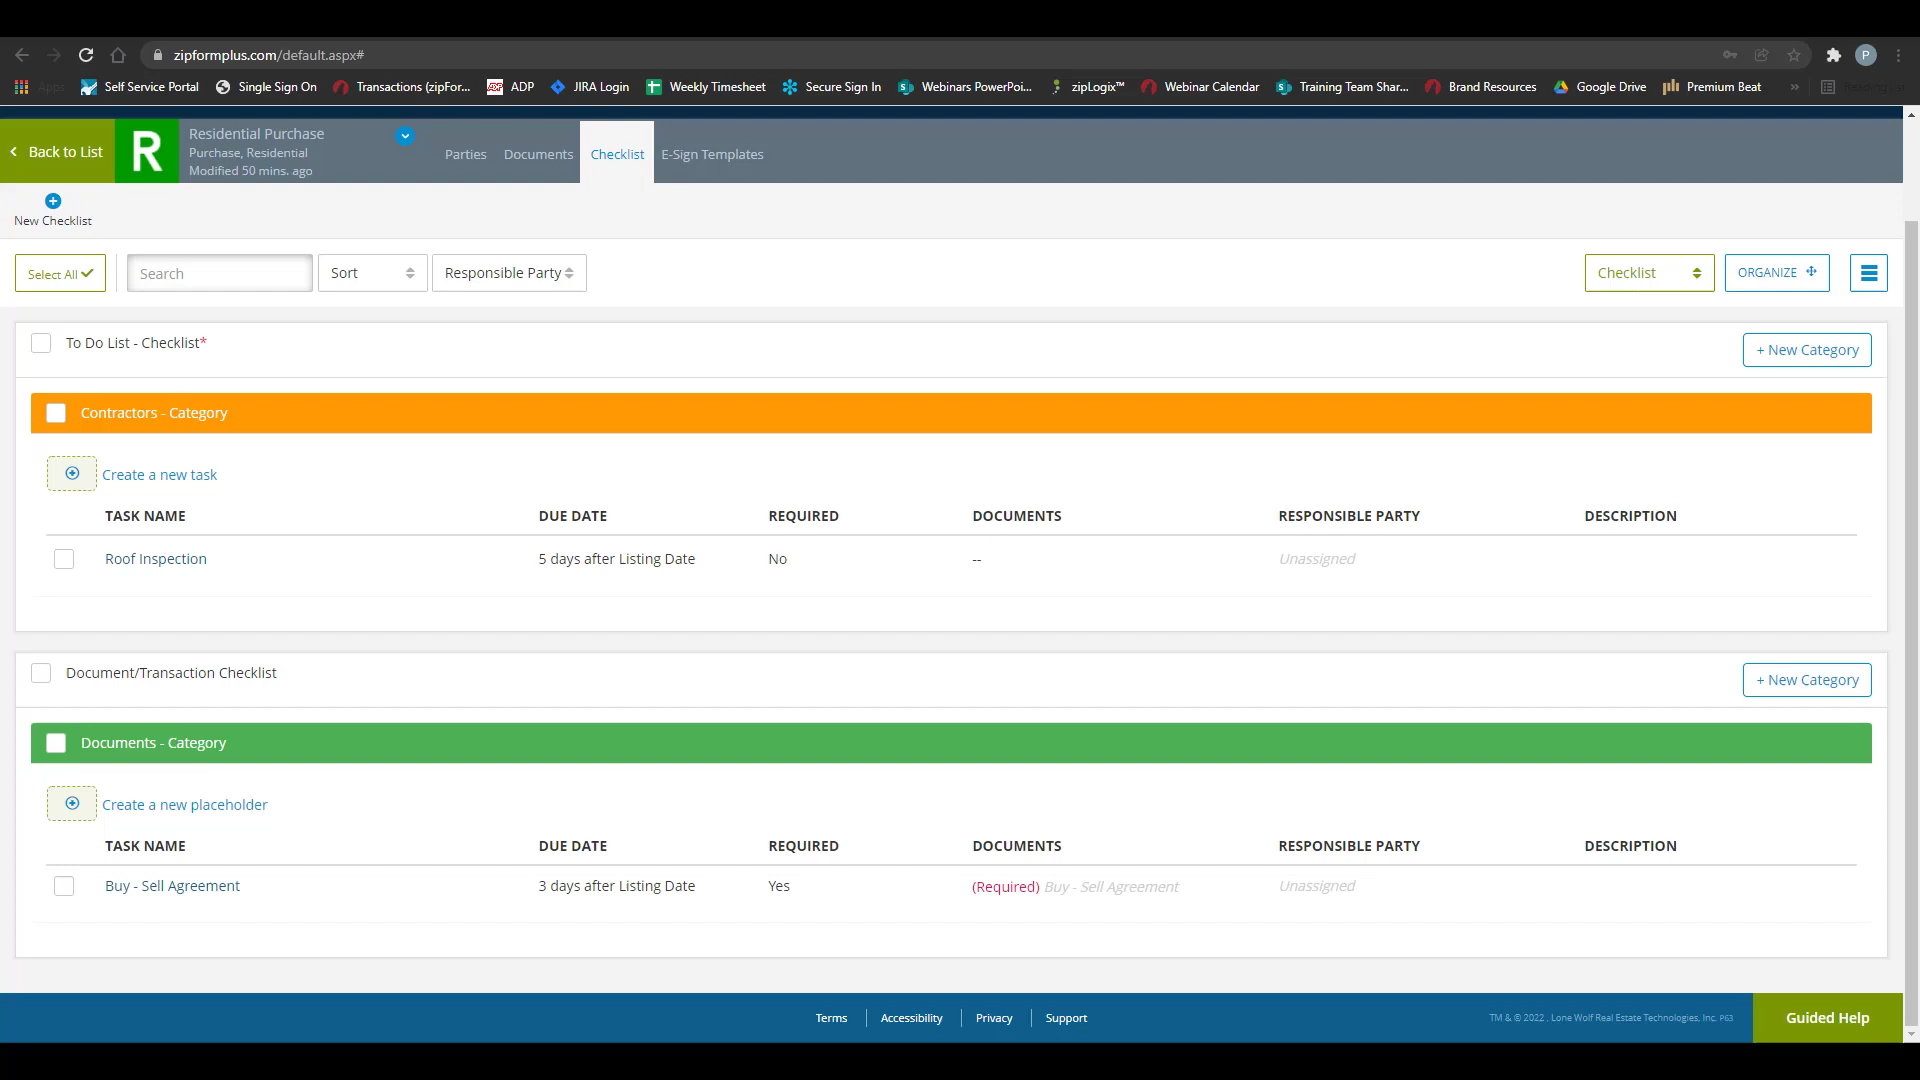 zipformplus.com/default.aspx#
P
Apps Self Service Portal Single Sign On Transactions (zipFor... ADP JIRA Login Weekly Timesheet Secure Sign In Webinars PowerPoi... zipLogix™ Webinar Calendar Training Team Shar... Brand Resources Google Drive Premium Beat »
Back to List
R
Residential Purchase
Purchase, Residential
Modified 50 mins. ago
Parties Documents Checklist E-Sign Templates
New Checklist
Select All Search Sort Responsible Party Checklist ORGANIZE
To Do List - Checklist* + New Category
Contractors - Category
Create a new task
TASK NAME DUE DATE REQUIRED DOCUMENTS RESPONSIBLE PARTY DESCRIPTION
Roof Inspection 5 days after Listing Date No -- Unassigned
Document/Transaction Checklist + New Category
Documents - Category
Create a new placeholder
TASK NAME DUE DATE REQUIRED DOCUMENTS RESPONSIBLE PARTY DESCRIPTION
Buy - Sell Agreement 3 days after Listing Date Yes (Required) Buy - Sell Agreement Unassigned
Terms Accessibility Privacy Support TM & © 2022 , Lone Wolf Real Estate Technologies, Inc. P63 Guided Help